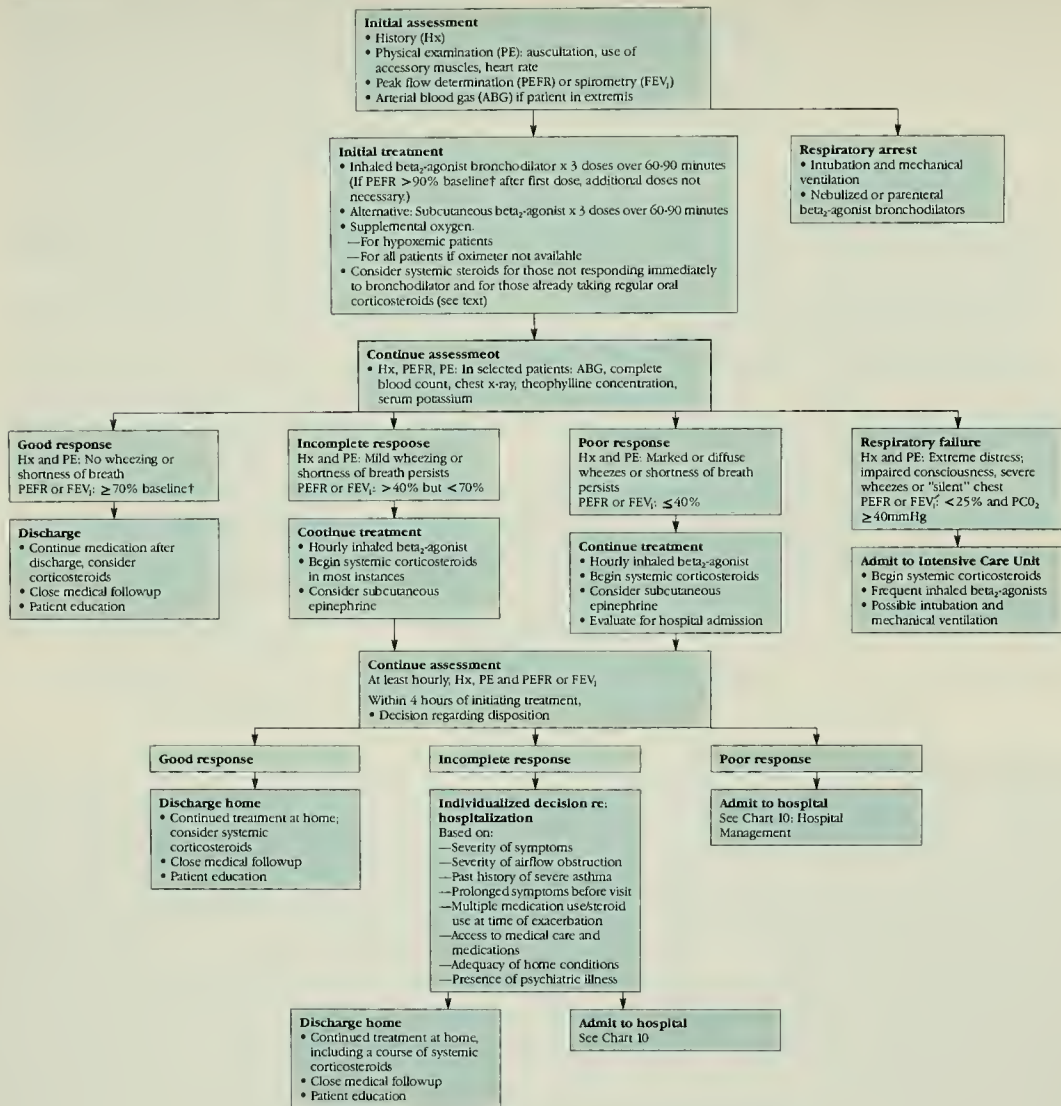 Initial assessment
• History (Hx)
• Physical examination (PE): auscultation, use of
accessory muscles, heart rate
• Peak flow determination (PEFR) or spirometry (FEV₁)
• Arterial blood gas (ABG) if patient in extremis
Initial treatment
• Inhaled beta₂-agonist bronchodilator x 3 doses over 60-90 minutes
(If PEFR >90% baseline† after first dose, additional doses not
necessary.)
• Alternative: Subcutaneous beta₂-agonist x 3 doses over 60-90 minutes
• Supplemental oxygen.
—For hypoxemic patients
—For all patients if oximeter not available
• Consider systemic steroids for those not responding immediately
to bronchodilator and for those already taking regular oral
corticosteroids (see text)
Respiratory arrest
• Intubation and mechanical
ventilation
• Nebulized or parenteral
beta₂-agonist bronchodilators
Continue assessment
• Hx, PEFR, PE: In selected patients: ABG, complete
blood count, chest x-ray, theophylline concentration,
serum potassium
Good response
Hx and PE: No wheezing or
shortness of breath
PEFR or FEV₁: ≥70% baseline†
Incomplete response
Hx and PE: Mild wheezing or
shortness of breath persists
PEFR or FEV₁: >40% but <70%
Poor response
Hx and PE: Marked or diffuse
wheezes or shortness of breath
persists
PEFR or FEV₁: ≤40%
Respiratory failure
Hx and PE: Extreme distress;
impaired consciousness, severe
wheezes or "silent" chest
PEFR or FEV₁: <25% and PCO₂
≥40mmHg
Discharge
• Continue medication after
discharge, consider
corticosteroids
• Close medical followup
• Patient education
Continue treatment
• Hourly inhaled beta₂-agonist
• Begin systemic corticosteroids
in most instances
• Consider subcutaneous
epinephrine
Continue treatment
• Hourly inhaled beta₂-agonist
• Begin systemic corticosteroids
• Consider subcutaneous
epinephrine
• Evaluate for hospital admission
Admit to Intensive Care Unit
• Begin systemic corticosteroids
• Frequent inhaled beta₂-agonists
• Possible intubation and
mechanical ventilation
Continue assessment
At least hourly, Hx, PE and PEFR or FEV₁
Within 4 hours of initiating treatment,
• Decision regarding disposition
Good response
Incomplete response
Poor response
Discharge home
• Continued treatment at home;
consider systemic
corticosteroids
• Close medical followup
• Patient education
Individualized decision re:
hospitalization
Based on:
—Severity of symptoms
—Severity of airflow obstruction
—Past history of severe asthma
—Prolonged symptoms before visit
—Multiple medication use/steroid
use at time of exacerbation
—Access to medical care and
medications
—Adequacy of home conditions
—Presence of psychiatric illness
Admit to hospital
See Chart 10: Hospital
Management
Discharge home
• Continued treatment at home,
including a course of systemic
corticosteroids
• Close medical followup
• Patient education
Admit to hospital
See Chart 10